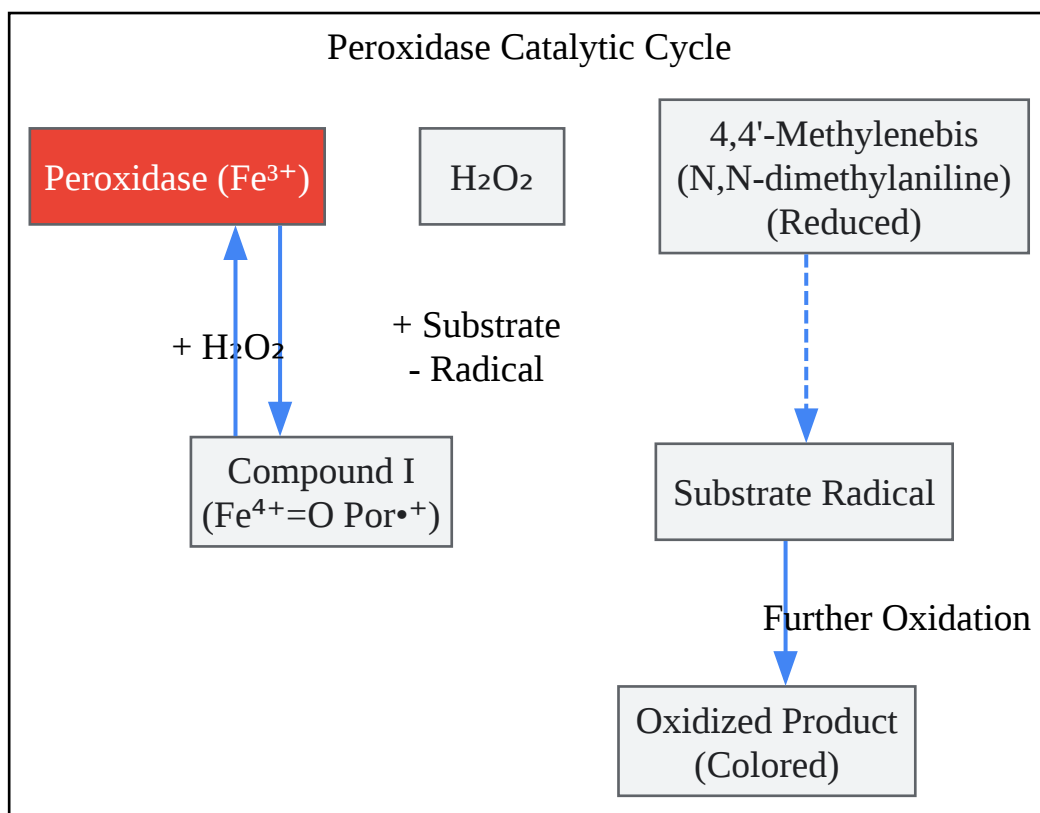 Peroxidase Catalytic Cycle
Peroxidase (Fe³⁺)
H₂O₂
4,4'-Methylenebis
(N,N-dimethylaniline)
(Reduced)
+ H₂O₂
+ Substrate
- Radical
Compound I
(Fe⁴⁺=O Por•⁺)
Substrate Radical
Further Oxidation
Oxidized Product
(Colored)